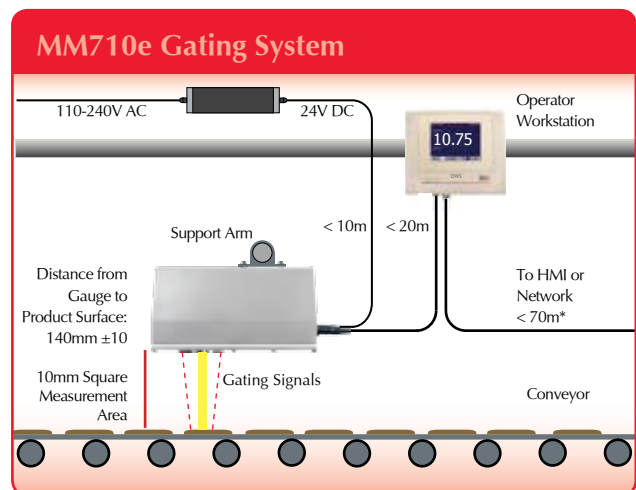 MM710e Gating System
110-240V AC
24V DC
Operator
Workstation
10.75
OWS
Support Arm
< 10m
< 20m
Distance from
Gauge to
Product Surface:
140mm ±10
To HMI or
Network
< 70m*
10mm Square
Measurement
Area
Gating Signals
Conveyor